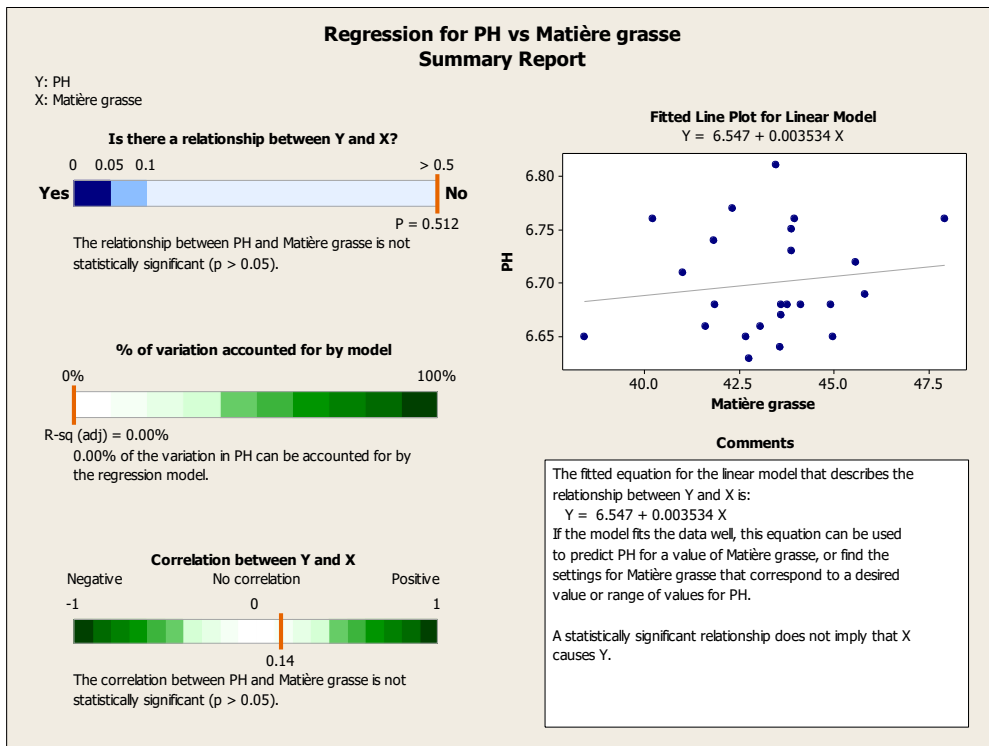 Regression for PH vs Matière grasse
Summary Report
Y: PH
X: Matière grasse
Is there a relationship between Y and X?
0 0.05 0.1 > 0.5
Yes No
P = 0.512
The relationship between PH and Matière grasse is not
statistically significant (p > 0.05).
% of variation accounted for by model
0% 100%
R-sq (adj) = 0.00%
0.00% of the variation in PH can be accounted for by
the regression model.
Correlation between Y and X
Negative No correlation Positive
-1 0 1
0.14
The correlation between PH and Matière grasse is not
statistically significant (p > 0.05).
Fitted Line Plot for Linear Model
Y = 6.547 + 0.003534 X
6.80
6.75
6.70
6.65
PH
40.0 42.5 45.0 47.5
Matière grasse
Comments
The fitted equation for the linear model that describes the
relationship between Y and X is:
Y = 6.547 + 0.003534 X
If the model fits the data well, this equation can be used
to predict PH for a value of Matière grasse, or find the
settings for Matière grasse that correspond to a desired
value or range of values for PH.
A statistically significant relationship does not imply that X
causes Y.